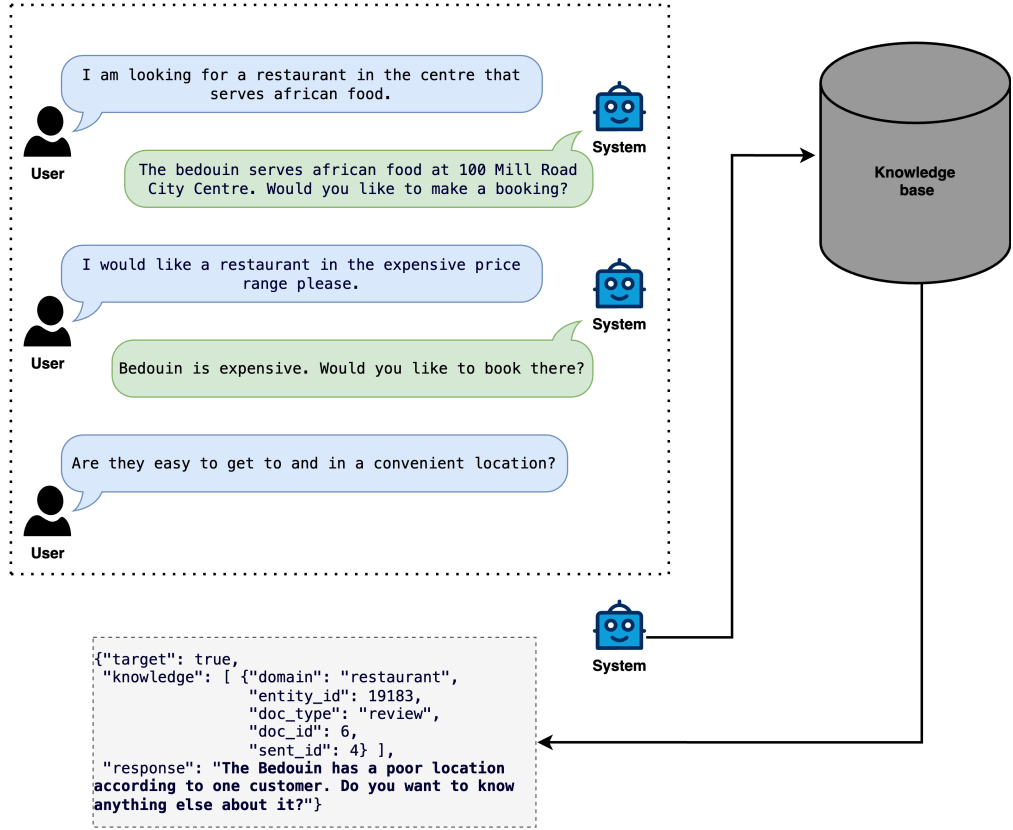 I am looking for a restaurant in the centre that
serves african food.
User
System
The bedouin serves african food at 100 Mill Road
City Centre. Would you like to make a booking?
Knowledge
base
I would like a restaurant in the expensive price
range please.
User
System
Bedouin is expensive. Would you like to book there?
Are they easy to get to and in a convenient location?
User
System
{"target": true,
"knowledge": [ {"domain": "restaurant",
"entity_id": 19183,
"doc_type": "review",
"doc_id": 6,
"sent_id": 4} ],
"response": "The Bedouin has a poor location
according to one customer. Do you want to know
anything else about it?"}